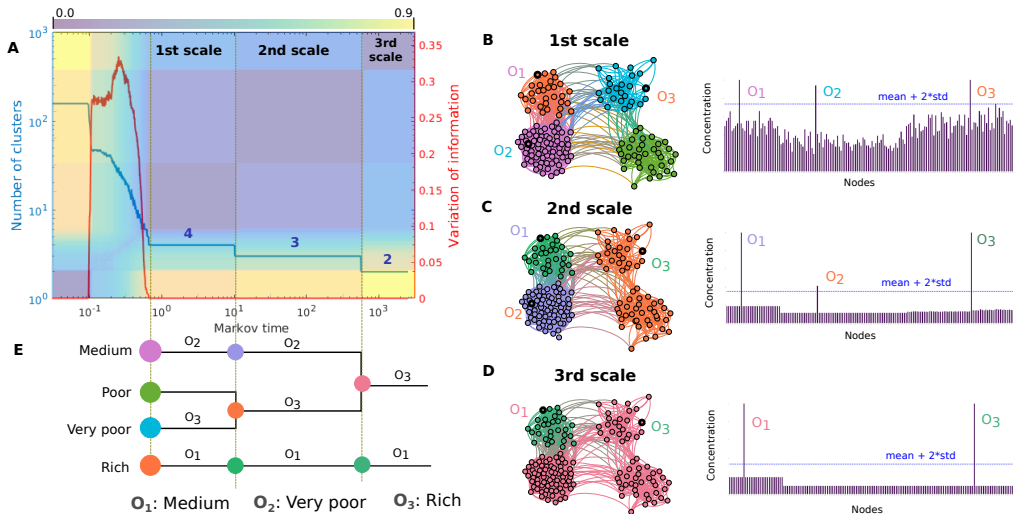 0.0
0.9
A
10³
10²
10¹
10⁰
Number of clusters
1st scale
2nd scale
3rd
scale
4
3
2
0.35
0.3
0.25
0.2
0.15
0.1
0.05
0
Variation of information
10⁻¹
10⁰
10¹
10²
10³
Markov time
B
1st scale
O₁
O₂
O₃
Concentration
mean + 2*std
O₁
O₂
O₃
Nodes
C
2nd scale
O₁
O₂
O₃
Concentration
O₁
O₂
O₃
mean + 2*std
Nodes
D
3rd scale
O₁
O₃
Concentration
O₁
O₃
mean + 2*std
Nodes
E
Medium
Poor
Very poor
Rich
O₂
O₂
O₃
O₃
O₃
O₁
O₁
O₁
O₁: Medium
O₂: Very poor
O₃: Rich